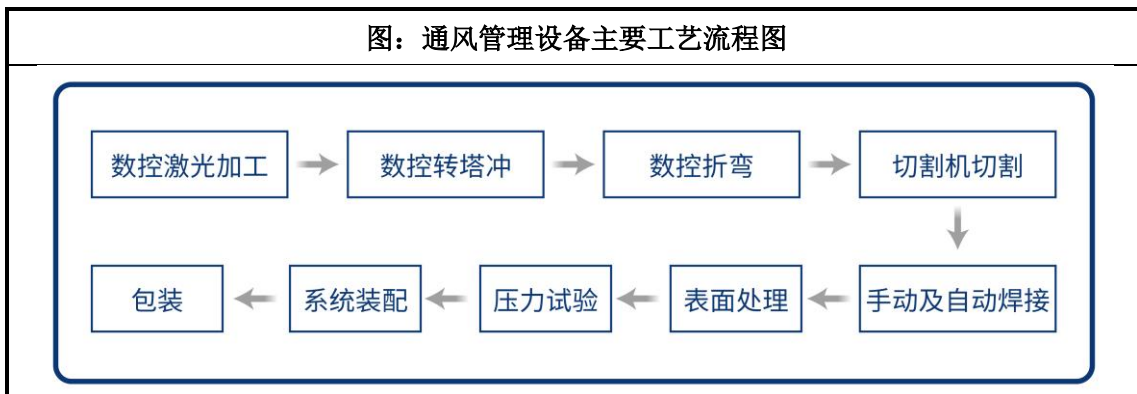 图：通风管理设备主要工艺流程图
数控激光加工
数控转塔冲
数控折弯
切割机切割
手动及自动焊接
表面处理
压力试验
系统装配
包装